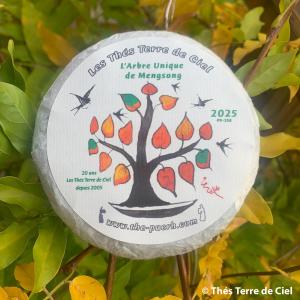 Les Thés Terre de Ciel
L'Arbre Unique
de Mengsong
2025
20 ans
Les Thés Terre de Ciel
depuis 2005
www.the-puerh.com
© Thés Terre de Ciel